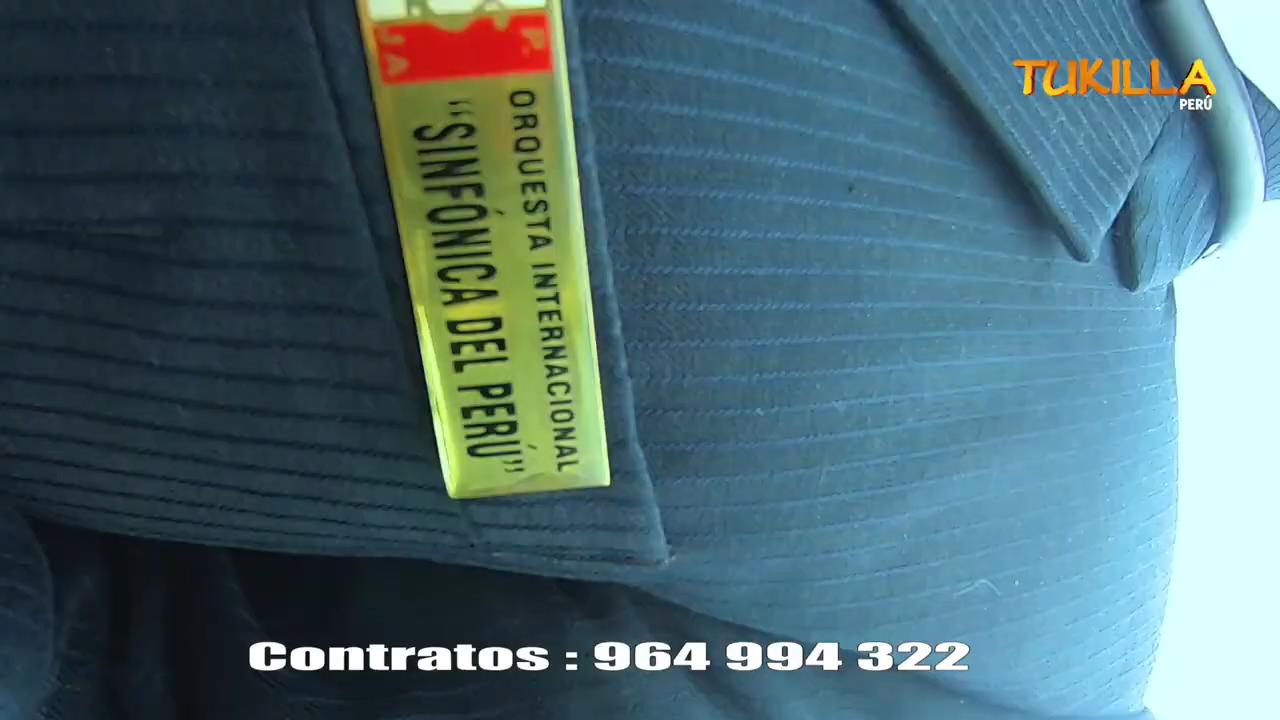 TUKILLA
PERÚ
ORQUESTA INTERNACIONAL
"SINFÓNICA DEL PERÚ"
Contratos : 964 994 322